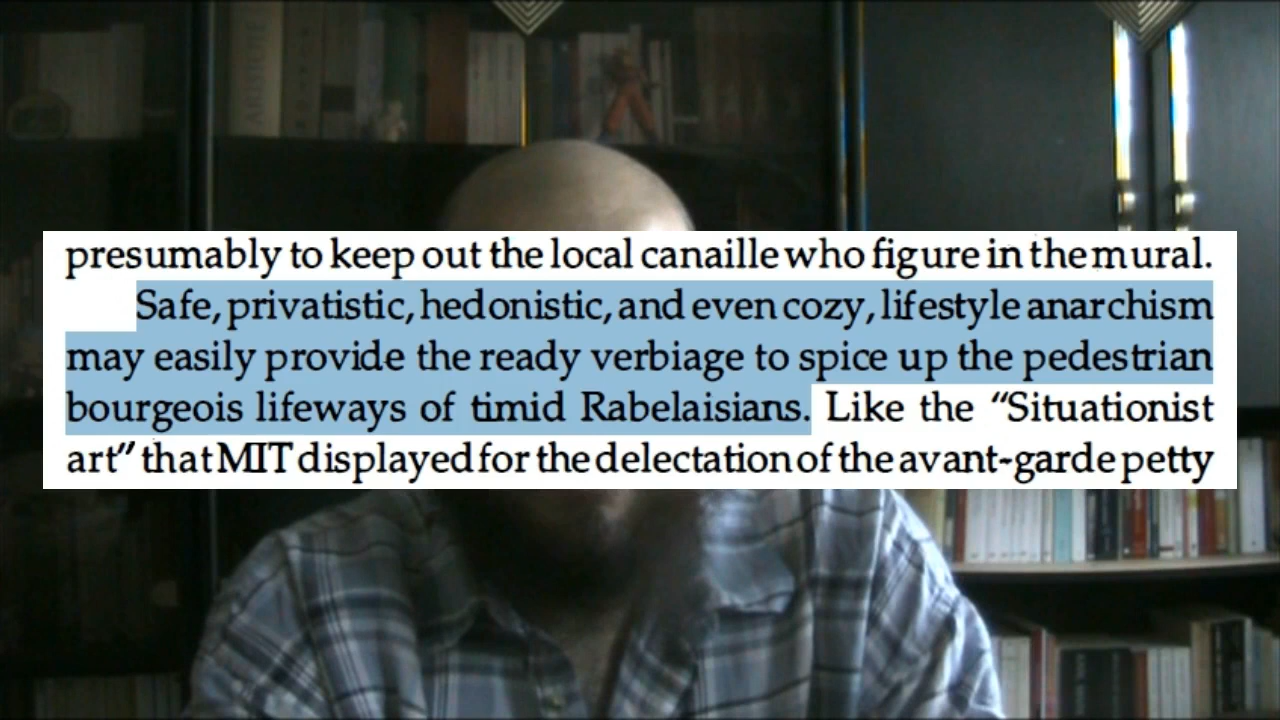 ARISTOTE
presumably to keep out the local canaille who figure in the mural.
Safe, privatistic, hedonistic, and even cozy, lifestyle anarchism
may easily provide the ready verbiage to spice up the pedestrian
bourgeois lifeways of timid Rabelaisians. Like the “Situationist
art” that MIT displayed for the delectation of the avant-garde petty